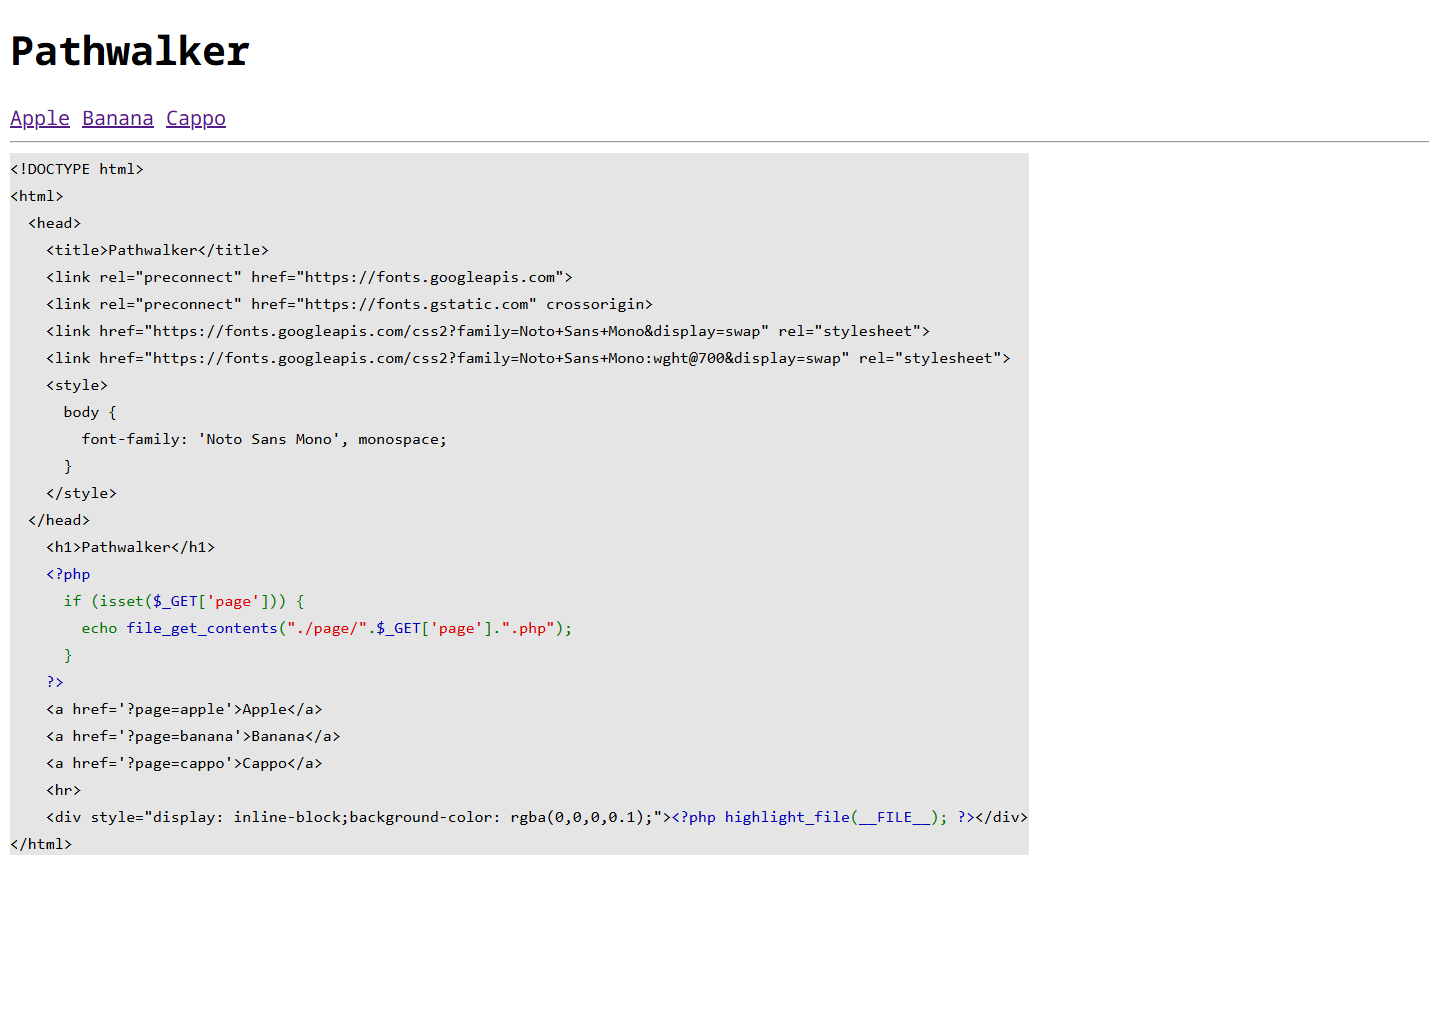 Pathwalker
Apple Banana Cappo
<!DOCTYPE html>
<html>
  <head>
    <title>Pathwalker</title>
    <link rel="preconnect" href="https://fonts.googleapis.com">
    <link rel="preconnect" href="https://fonts.gstatic.com" crossorigin>
    <link href="https://fonts.googleapis.com/css2?family=Noto+Sans+Mono&display=swap" rel="stylesheet">
    <link href="https://fonts.googleapis.com/css2?family=Noto+Sans+Mono:wght@700&display=swap" rel="stylesheet">
    <style>
      body {
        font-family: 'Noto Sans Mono', monospace;
      }
    </style>
  </head>
    <h1>Pathwalker</h1>
    <?php
      if (isset($_GET['page'])) {
        echo file_get_contents("./page/".$_GET['page'].".php");
      }
    ?>
    <a href='?page=apple'>Apple</a>
    <a href='?page=banana'>Banana</a>
    <a href='?page=cappo'>Cappo</a>
    <hr>
    <div style="display: inline-block;background-color: rgba(0,0,0,0.1);"><?php highlight_file(__FILE__); ?></div>
</html>